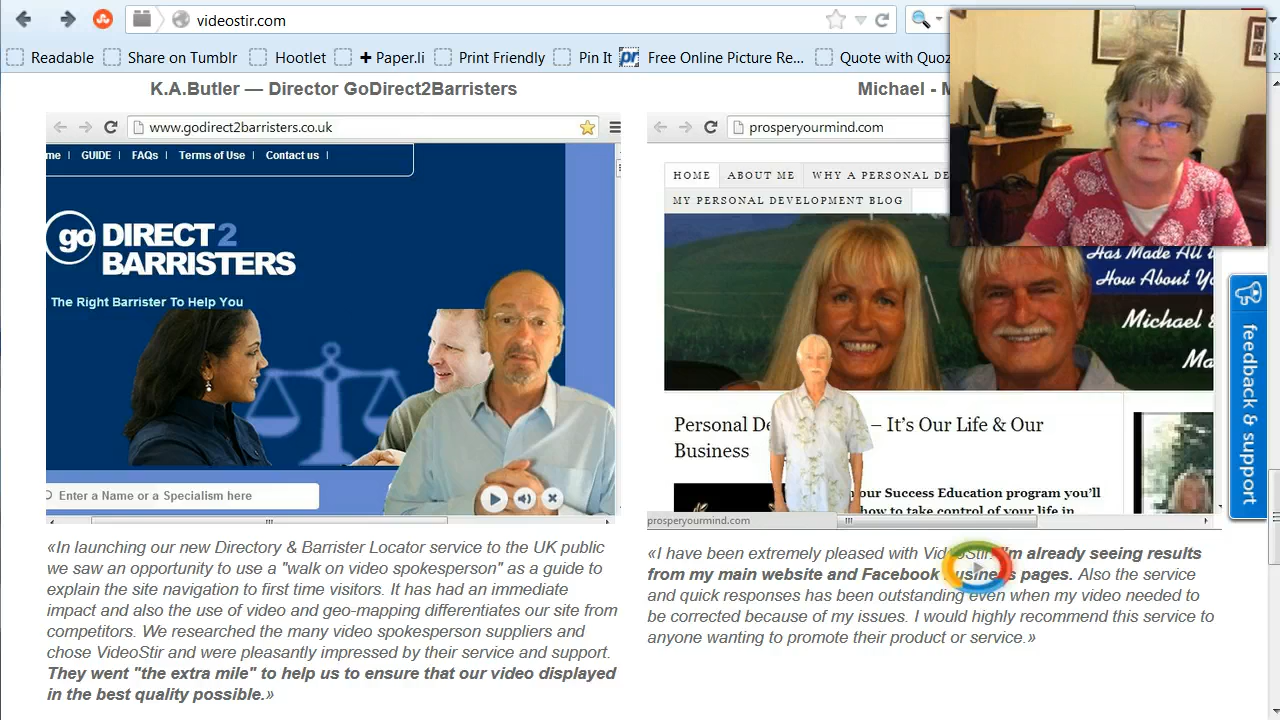 videostir.com
Readable
Share on Tumblr
Hootlet
Paper.li
Print Friendly
Pin It
pr
Free Online Picture Re...
Quote with Quoz
K.A.Butler — Director GoDirect2Barristers
Michael -
www.godirect2barristers.co.uk
me | GUIDE | FAQs | Terms of Use | Contact us |
go DIRECT 2
BARRISTERS
The Right Barrister To Help You
Enter a Name or a Specialism here
«In launching our new Directory & Barrister Locator service to the UK public
we saw an opportunity to use a "walk on video spokesperson" as a guide to
explain the site navigation to first time visitors. It has had an immediate
impact and also the use of video and geo-mapping differentiates our site from
competitors. We researched the many video spokesperson suppliers and
chose VideoStir and were pleasantly impressed by their service and support.
They went "the extra mile" to help us to ensure that our video displayed
in the best quality possible.»
prosperyourmind.com
HOME
ABOUT ME
WHY A PERSONAL DE
MY PERSONAL DEVELOPMENT BLOG
Has Made All
How About Yo
Michael &
Ma
Personal De – It's Our Life & Our
Business
our Success Education program you'll
how to take control of your life in
prosperyourmind.com
«I have been extremely pleased with VideoStir. I'm already seeing results
from my main website and Facebook business pages. Also the service
and quick responses has been outstanding even when my video needed to
be corrected because of my issues. I would highly recommend this service to
anyone wanting to promote their product or service.»
feedback & support